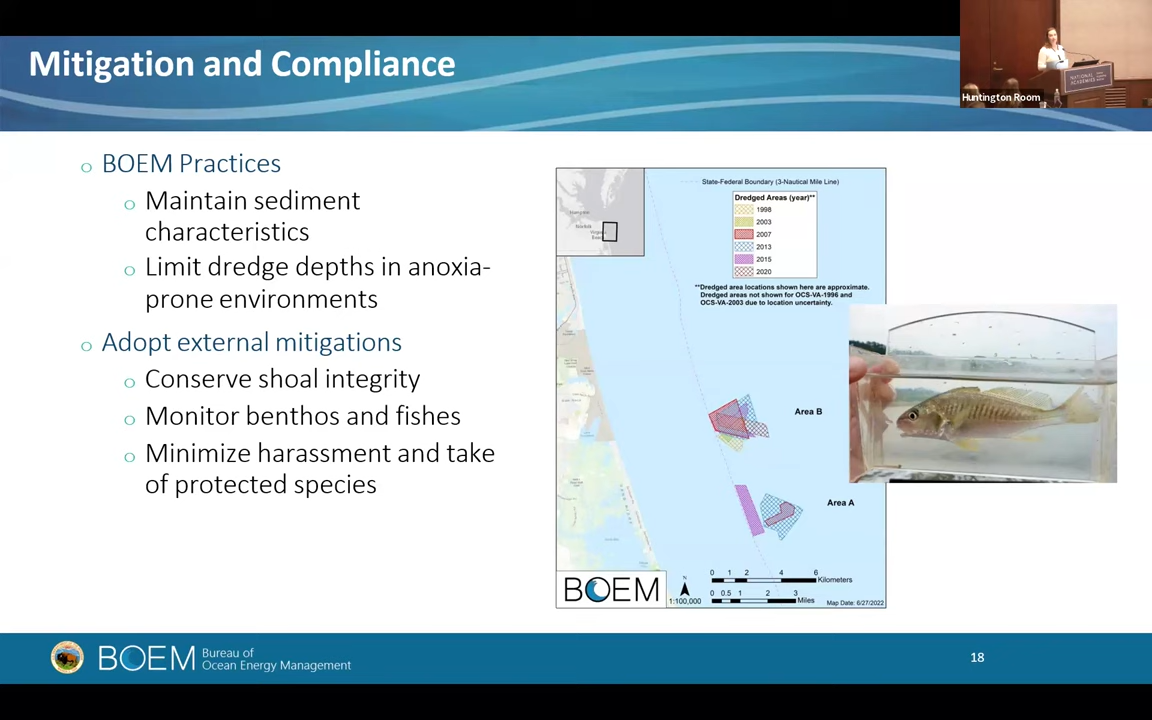 Mitigation and Compliance
Huntington Room
NATIONAL
ACADEMIES
o BOEM Practices
o Maintain sediment
characteristics
o Limit dredge depths in anoxia-
prone environments
o Adopt external mitigations
o Conserve shoal integrity
o Monitor benthos and fishes
o Minimize harassment and take
of protected species
State-Federal Boundary (3-Nautical Mile Line)
Dredged Areas (year)**
1998
2003
2007
2013
2015
2020
**Dredged area locations shown here are approximate.
Dredged areas not shown for OCS-VA-1996 and
OCS-VA-2003 due to location uncertainty.
Norfolk
Area B
Area A
BOEM
N
1:100,000
0 1 2 4 6
Kilometers
0 0.5 1 2 3
Miles
Map Date: 6/27/2022
BOEM
Bureau of
Ocean Energy Management
18